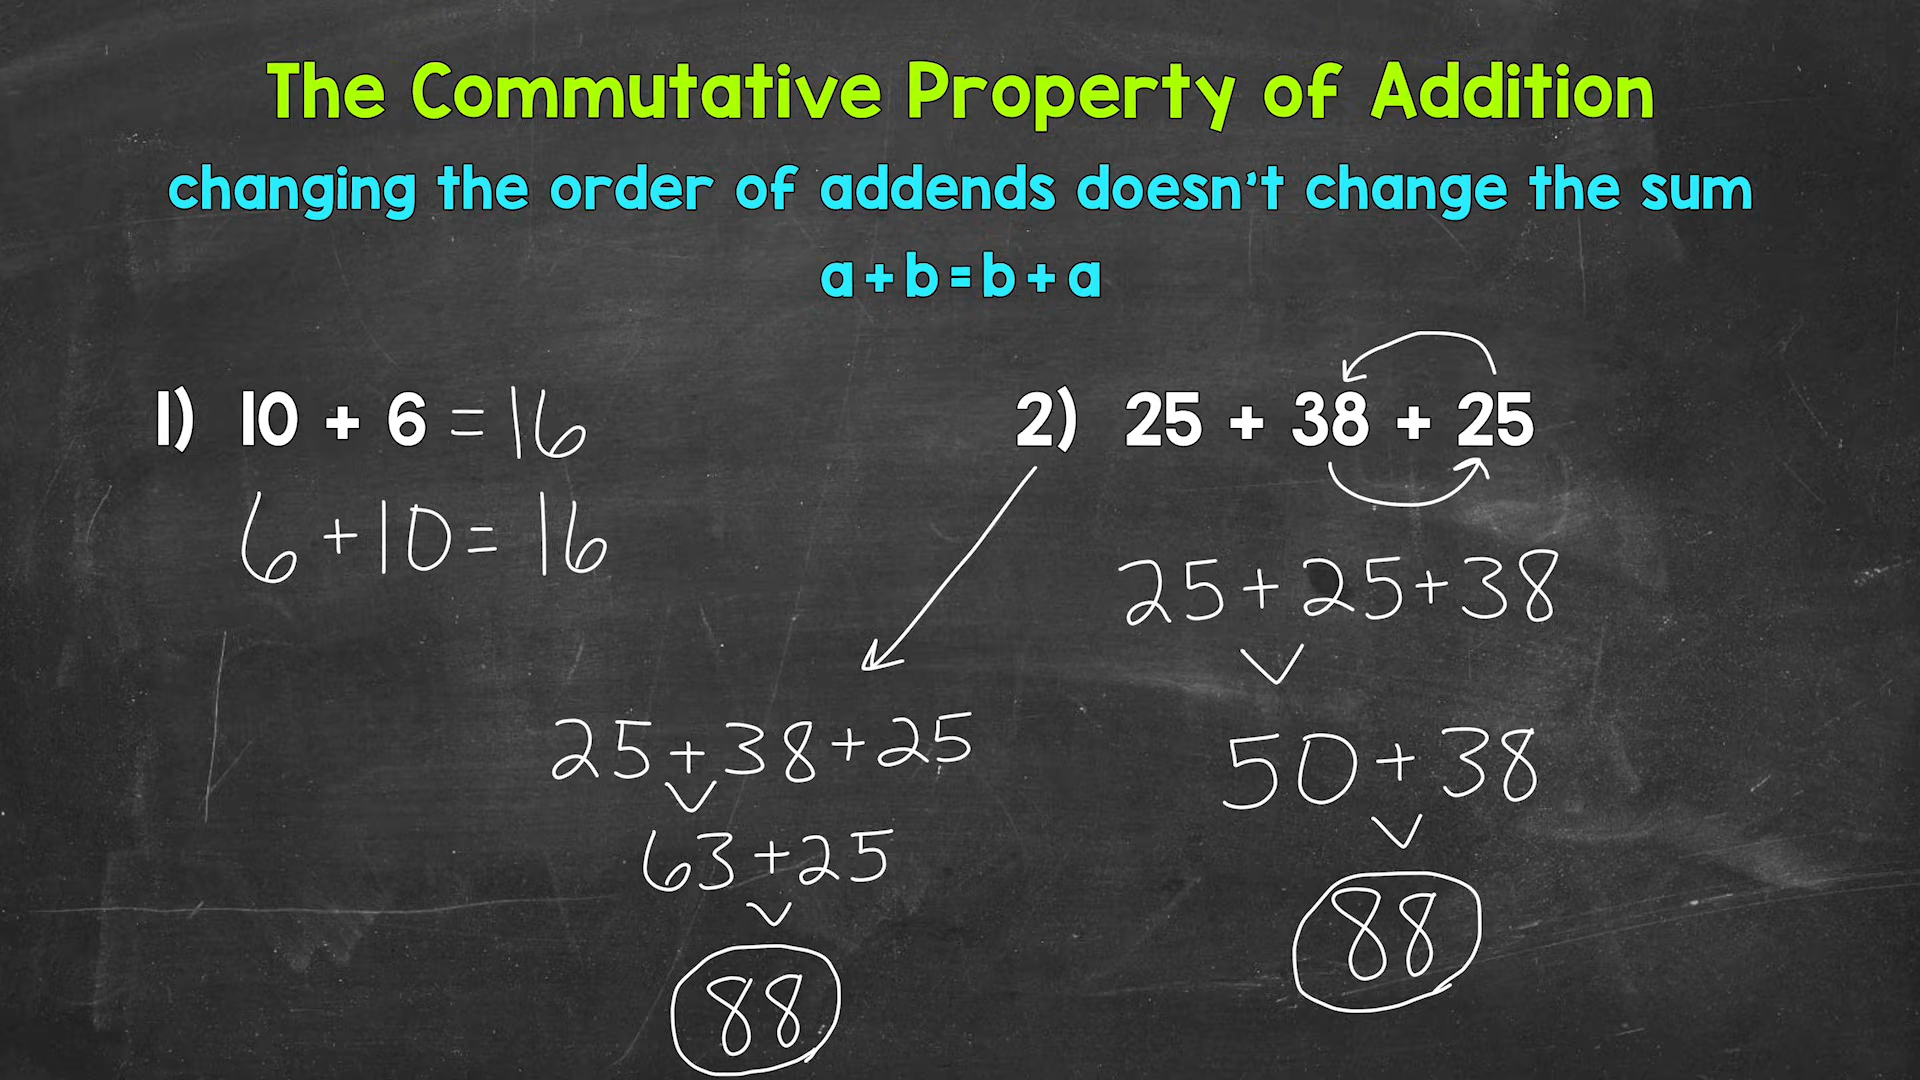 The Commutative Property of Addition
changing the order of addends doesn't change the sum
a + b = b + a
1) 10 + 6 = 16
6 + 10 = 16
2) 25 + 38 + 25
25 + 25 + 38
50 + 38
88
25 + 38 + 25
63 + 25
88